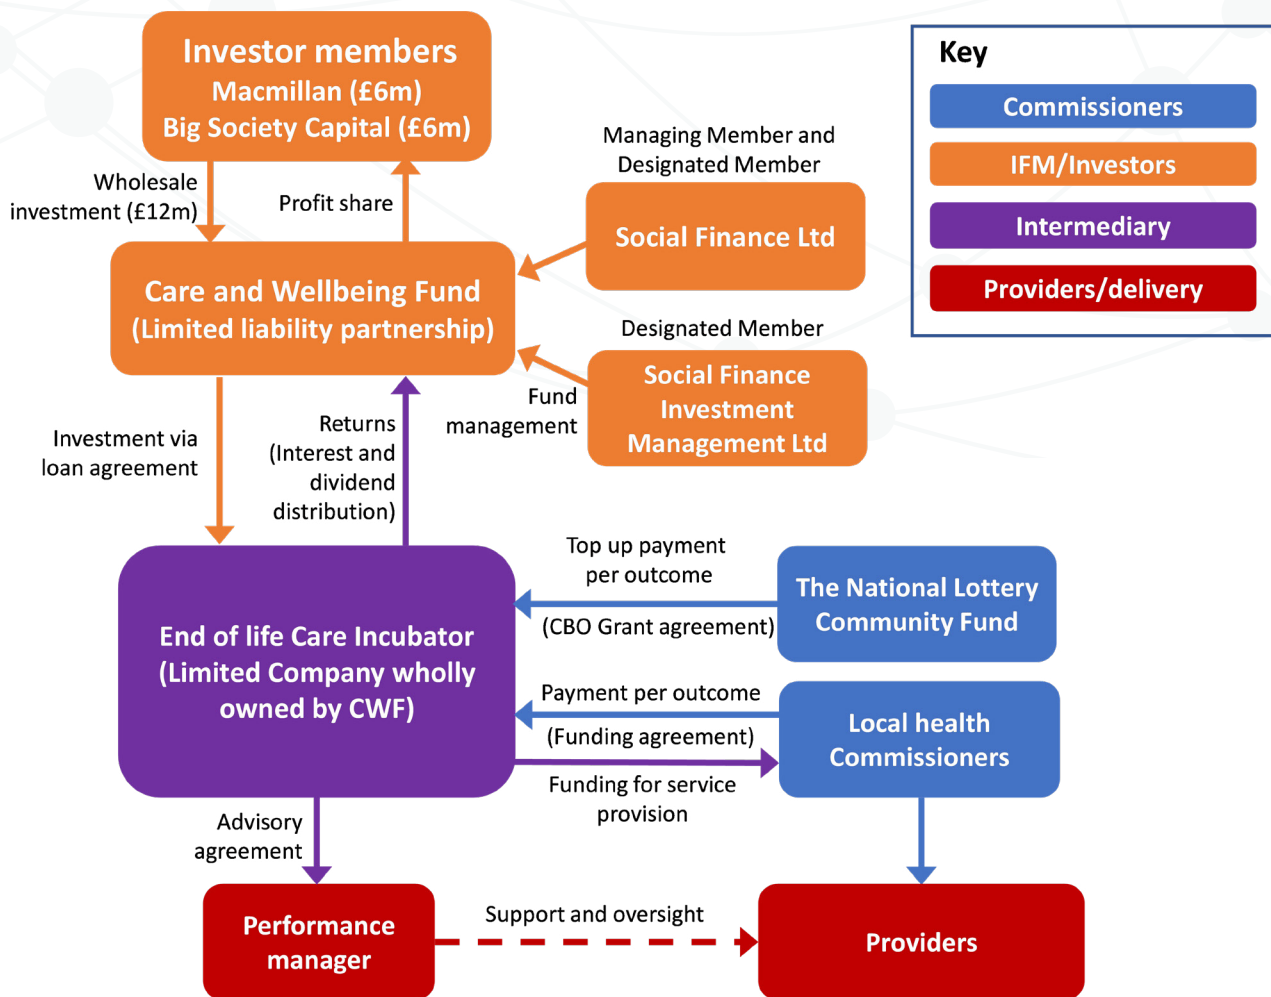 Investor members
Macmillan (£6m)
Big Society Capital (£6m)
Key
Commissioners
IFM/Investors
Intermediary
Providers/delivery
Wholesale
investment (£12m)
Profit share
Managing Member and
Designated Member
Social Finance Ltd
Care and Wellbeing Fund
(Limited liability partnership)
Designated Member
Social Finance
Investment
Management Ltd
Fund
management
Investment via
loan agreement
Returns
(Interest and
dividend
distribution)
End of life Care Incubator
(Limited Company wholly
owned by CWF)
Top up payment
per outcome
(CBO Grant agreement)
The National Lottery
Community Fund
Payment per outcome
(Funding agreement)
Funding for service
provision
Local health
Commissioners
Advisory
agreement
Performance
manager
Support and oversight
Providers